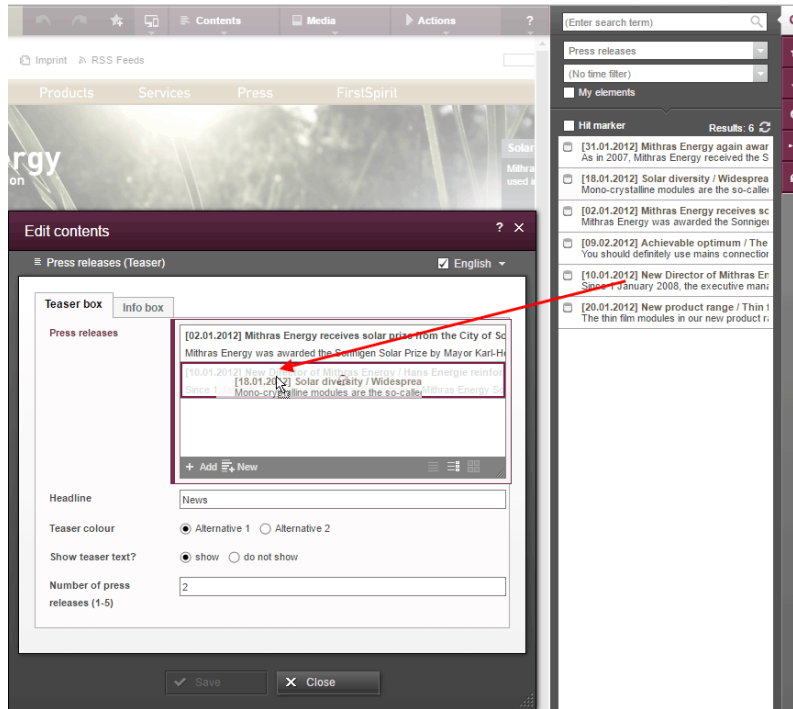 Contents
Media
Actions
?
Imprint
RSS Feeds
Products
Services
Press
FirstSpirit
rgy
on
Solar
Mithra
used i
Edit contents
?
Press releases (Teaser)
English
Teaser box
Info box
Press releases
[02.01.2012] Mithras Energy receives solar prize from the City of So
Mithras Energy was awarded the Sonnigen Solar Prize by Mayor Karl-He
[10.01.2012] New Director of Mithras Energy / Hans Energie reinfor
[18.01.2012] Solar diversity / Widesprea
Since 1
Mithras Energy So
Mono-crystalline modules are the so-calle
+ Add
New
Headline
News
Teaser colour
Alternative 1
Alternative 2
Show teaser text?
show
do not show
Number of press
releases (1-5)
2
Save
Close
(Enter search term)
Press releases
(No time filter)
My elements
Hit marker
Results: 6
[31.01.2012] Mithras Energy again awar
As in 2007, Mithras Energy received the S
[18.01.2012] Solar diversity / Widesprea
Mono-crystalline modules are the so-calle
[02.01.2012] Mithras Energy receives sc
Mithras Energy was awarded the Sonniger
[09.02.2012] Achievable optimum / The
You should definitely use mains connection
[10.01.2012] New Director of Mithras En
Since 1 January 2008, the executive mana
[20.01.2012] New product range / Thin f
The thin film modules in our new product ra